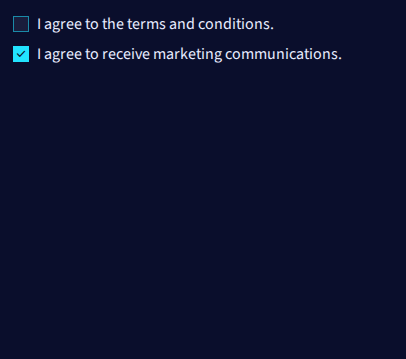 I agree to the terms and conditions.
I agree to receive marketing communications.